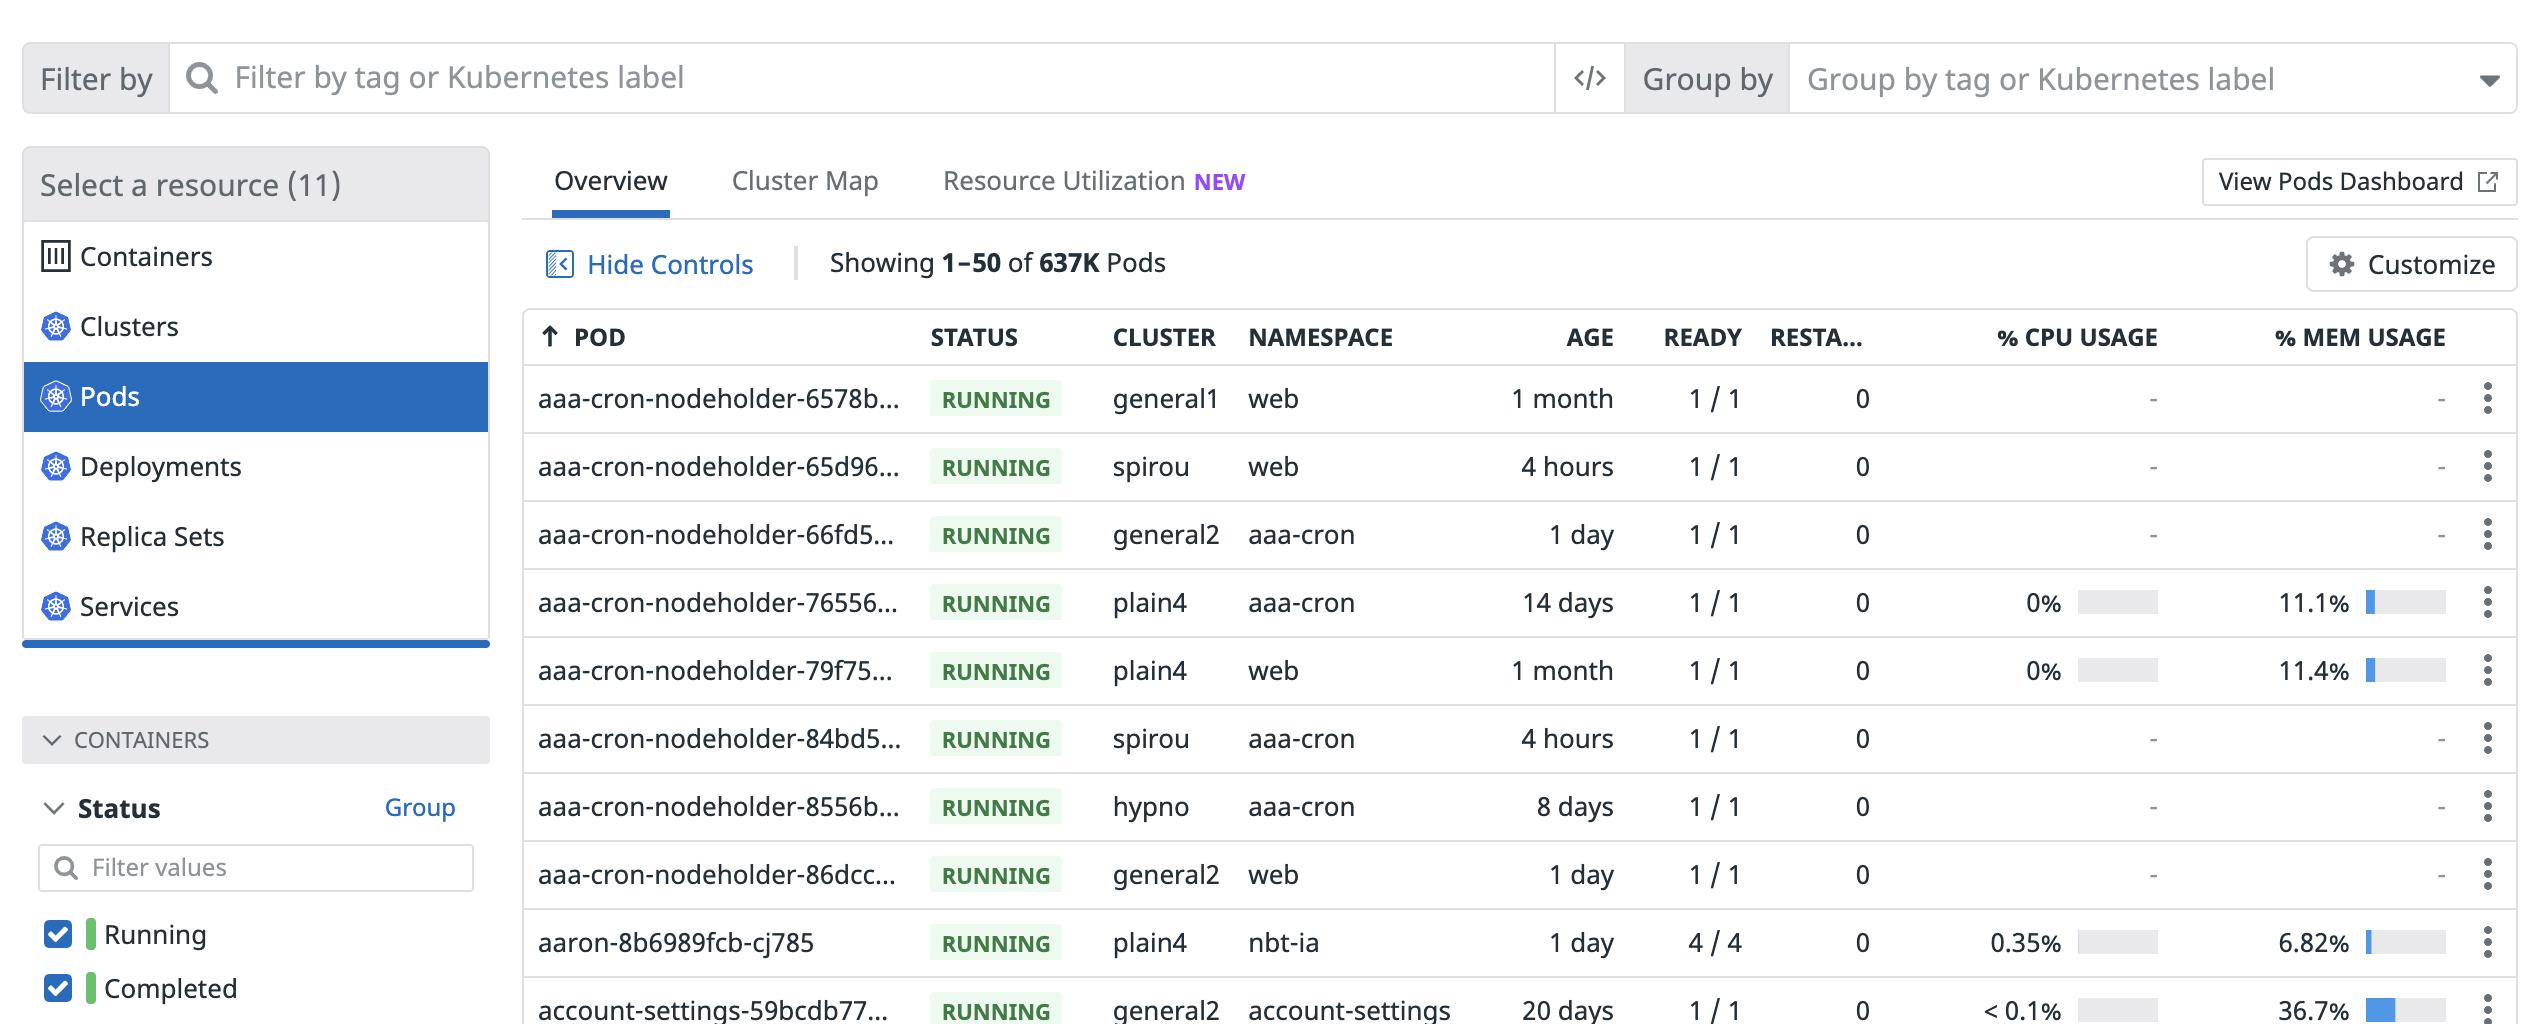 Filter by Filter by tag or Kubernetes label </> Group by Group by tag or Kubernetes label
Select a resource (11)
Containers
Clusters
Pods
Deployments
Replica Sets
Services
CONTAINERS
Status Group
Filter values
Running
Completed
Overview Cluster Map Resource Utilization NEW View Pods Dashboard
Hide Controls Showing 1–50 of 637K Pods Customize
↑ POD STATUS CLUSTER NAMESPACE AGE READY RESTA... % CPU USAGE % MEM USAGE
aaa-cron-nodeholder-6578b... RUNNING general1 web 1 month 1 / 1 0 - -
aaa-cron-nodeholder-65d96... RUNNING spirou web 4 hours 1 / 1 0 - -
aaa-cron-nodeholder-66fd5... RUNNING general2 aaa-cron 1 day 1 / 1 0 - -
aaa-cron-nodeholder-76556... RUNNING plain4 aaa-cron 14 days 1 / 1 0 0% 11.1%
aaa-cron-nodeholder-79f75... RUNNING plain4 web 1 month 1 / 1 0 0% 11.4%
aaa-cron-nodeholder-84bd5... RUNNING spirou aaa-cron 4 hours 1 / 1 0 - -
aaa-cron-nodeholder-8556b... RUNNING hypno aaa-cron 8 days 1 / 1 0 - -
aaa-cron-nodeholder-86dcc... RUNNING general2 web 1 day 1 / 1 0 - -
aaron-8b6989fcb-cj785 RUNNING plain4 nbt-ia 1 day 4 / 4 0 0.35% 6.82%
account-settings-59bcdb77... RUNNING general2 account-settings 20 days 1 / 1 0 < 0.1% 36.7%